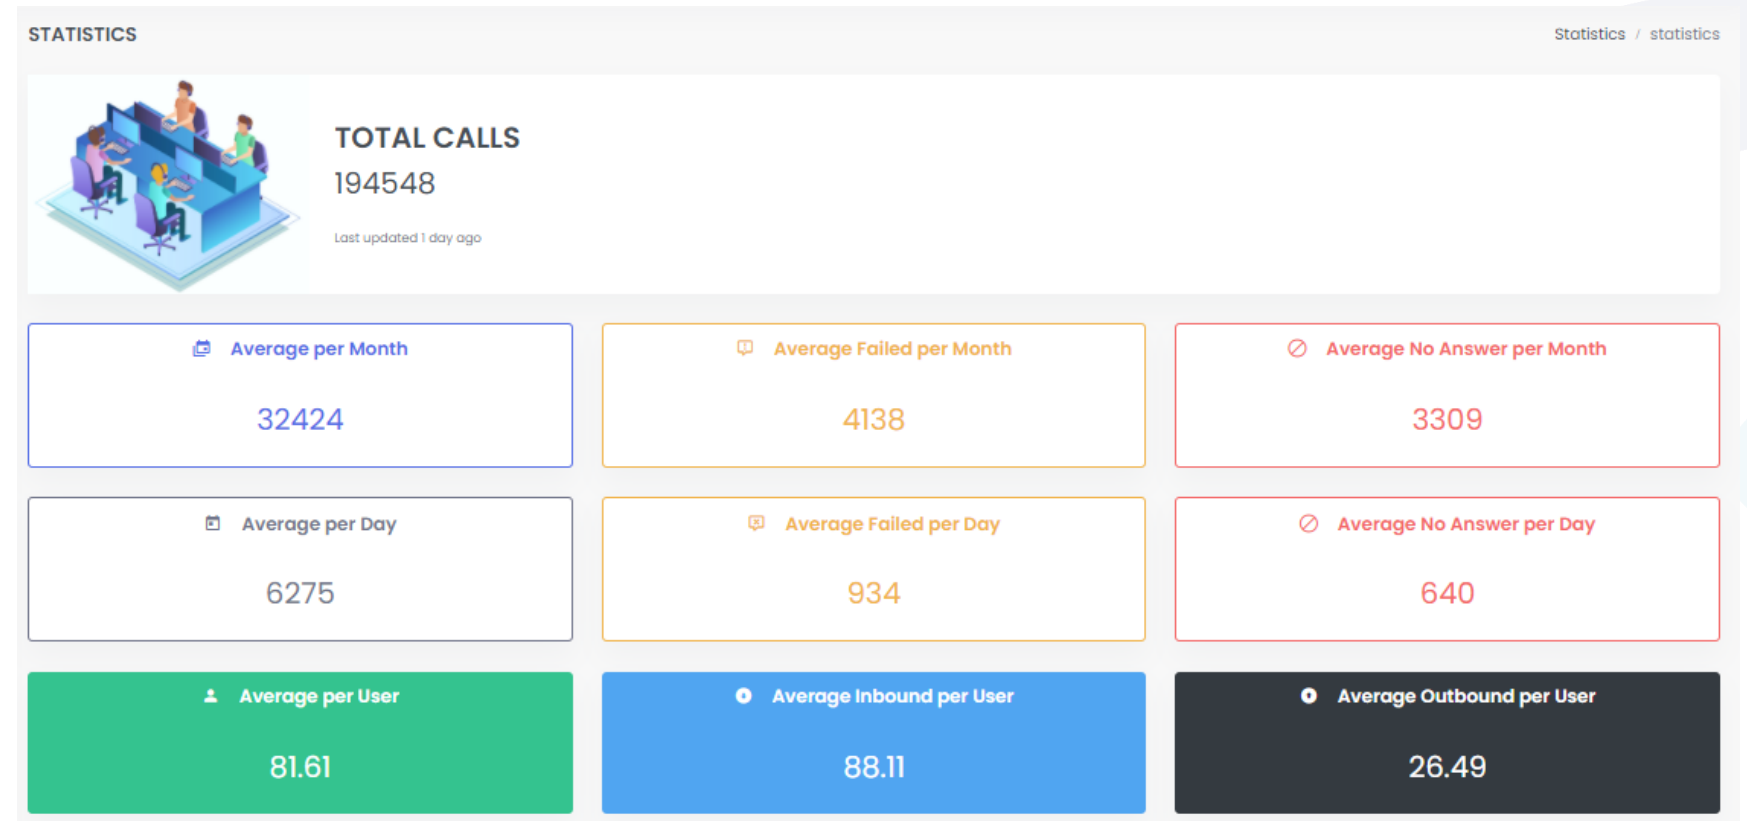 STATISTICS
Statistics / statistics
TOTAL CALLS
194548
Last updated 1 day ago
Average per Month
32424
Average Failed per Month
4138
Average No Answer per Month
3309
Average per Day
6275
Average Failed per Day
934
Average No Answer per Day
640
Average per User
81.61
Average Inbound per User
88.11
Average Outbound per User
26.49